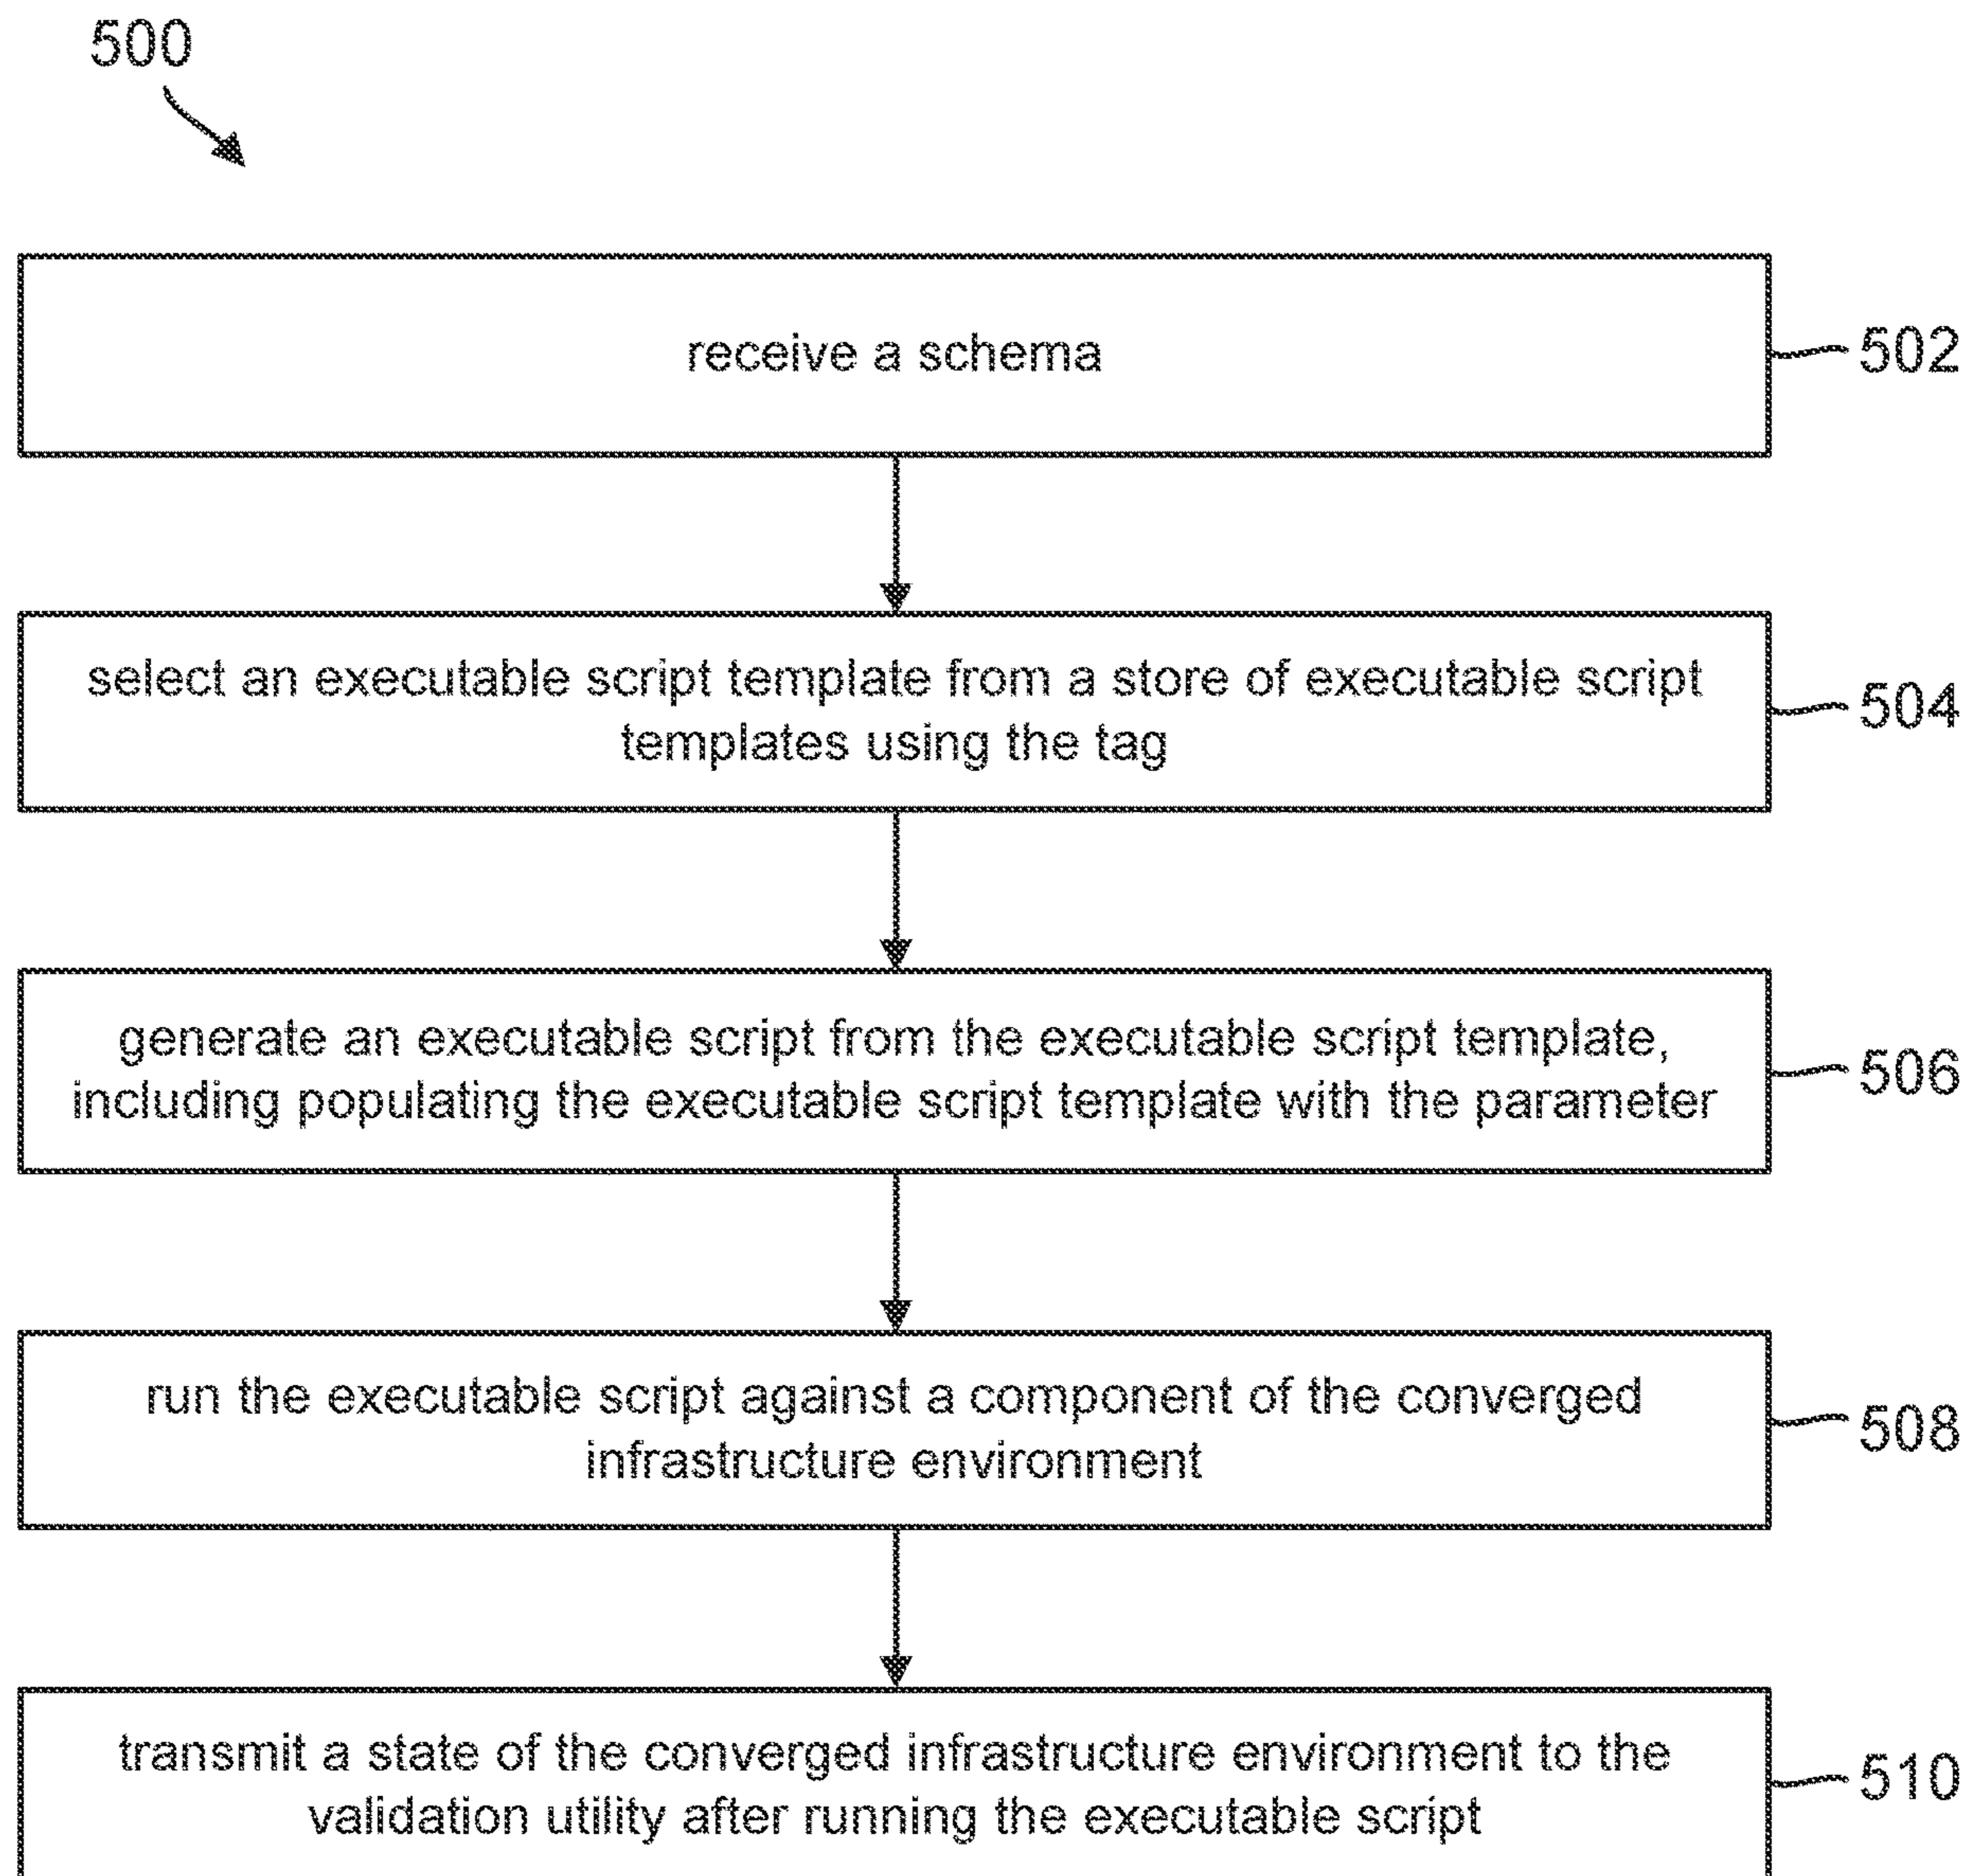 500
receive a schema
502
select an executable script template from a store of executable script
templates using the tag
504
generate an executable script from the executable script template,
including populating the executable script template with the parameter
506
run the executable script against a component of the converged
infrastructure environment
508
transmit a state of the converged infrastructure environment to the
validation utility after running the executable script
510